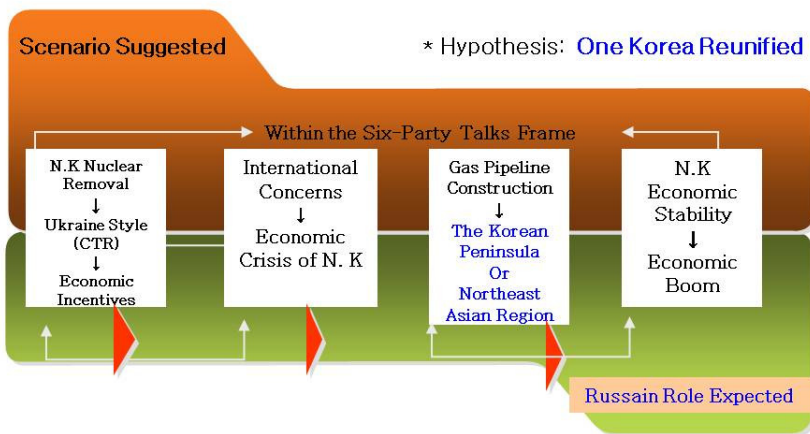 Scenario Suggested
* Hypothesis: One Korea Reunified
Within the Six-Party Talks Frame
N.K Nuclear
Removal
↓
Ukraine Style
(CTR)
↓
Economic
Incentives
International
Concerns
↓
Economic
Crisis of N. K
Gas Pipeline
Construction
↓
The Korean
Peninsula
Or
Northeast
Asian Region
N.K
Economic
Stability
↓
Economic
Boom
Russain Role Expected